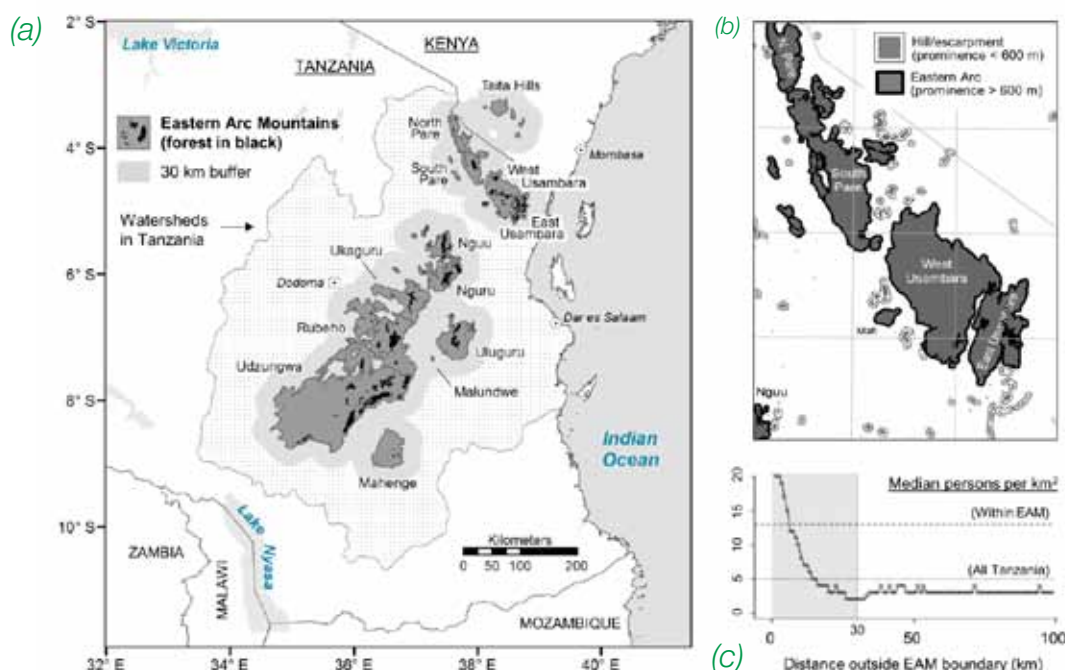 (a)
2° S
4° S
6° S
8° S
10° S
32° E
34° E
36° E
38° E
40° E
Lake Victoria
KENYA
TANZANIA
Taita Hills
Eastern Arc Mountains
(forest in black)
30 km buffer
Watersheds
in Tanzania
North
Pare
South
Pare
Mombasa
West
Usambara
East
Usambara
Nguu
Ukaguru
Nguru
Dodoma
Dar es Salaam
Rubeho
Uluguru
Udzungwa
Malundwe
Mahenge
Indian
Ocean
Lake
Nyasa
ZAMBIA
MALAWI
MOZAMBIQUE
Kilometers
0 50 100 200
(b)
Hill/escarpment
(prominence < 600 m)
Eastern Arc
(prominence > 600 m)
South
Pare
West
Usambara
Nguu
(c)
Median persons per km²
(Within EAM)
(All Tanzania)
20
15
10
5
0
0 30 50 100
Distance outside EAM boundary (km)